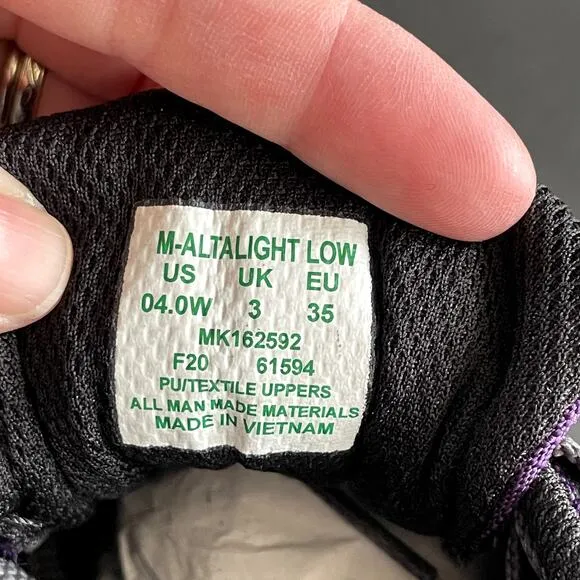 M-ALTALIGHT LOW
US UK EU
04.0W 3 35
MK162592
F20 61594
PU/TEXTILE UPPERS
ALL MAN MADE MATERIALS
MADE IN VIETNAM